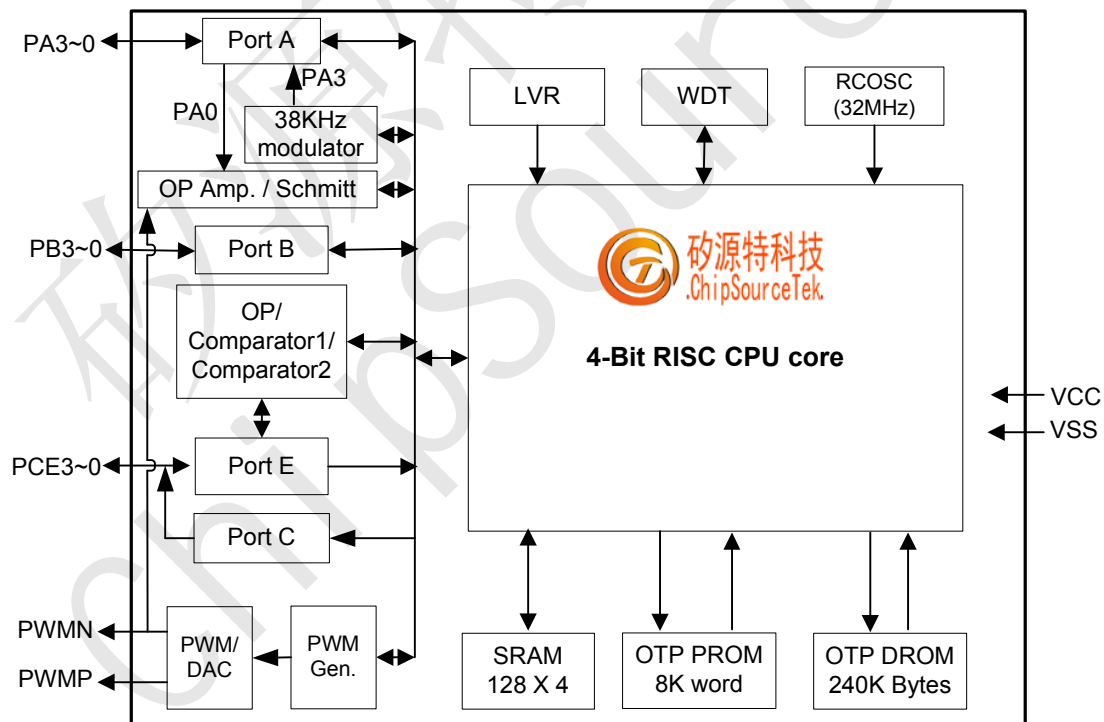 PA3~0
Port A
PA3
PA0
38KHz
modulator
OP Amp. / Schmitt
PB3~0
Port B
OP/
Comparator1/
Comparator2
PCE3~0
Port E
Port C
PWMN
PWMP
PWM/
DAC
PWM
Gen.
LVR
WDT
RCOSC
(32MHz)
矽源特科技
.ChipSourceTek.
4-Bit RISC CPU core
VCC
VSS
SRAM
128 X 4
OTP PROM
8K word
OTP DROM
240K Bytes